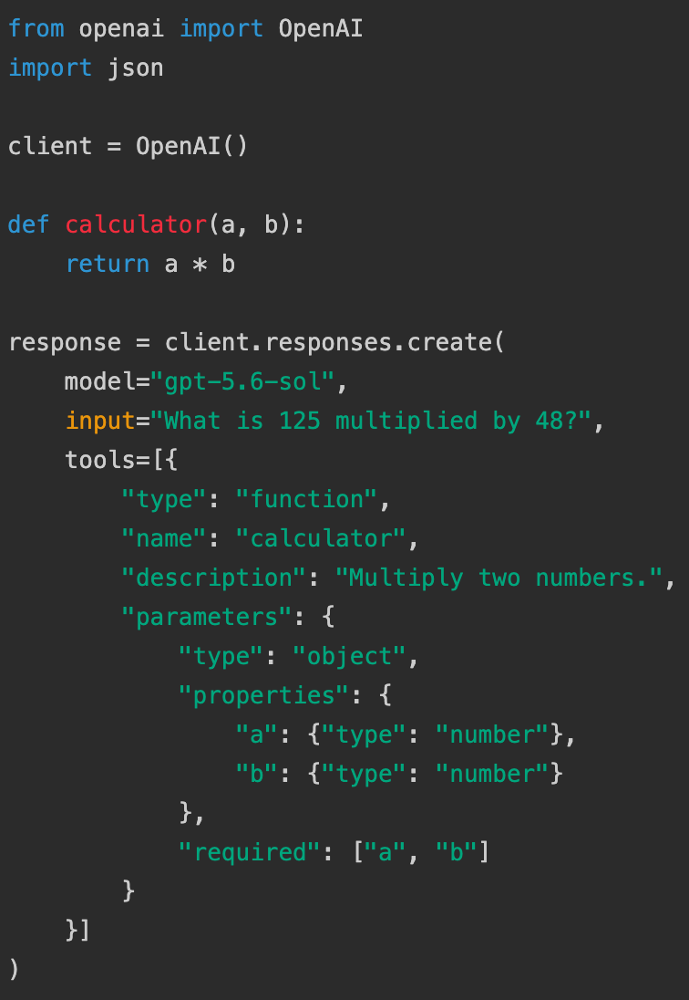 from openai import OpenAI
import json
client = OpenAI()
def calculator(a, b):
    return a * b
response = client.responses.create(
    model="gpt-5.6-sol",
    input="What is 125 multiplied by 48?",
    tools=[{
        "type": "function",
        "name": "calculator",
        "description": "Multiply two numbers.",
        "parameters": {
            "type": "object",
            "properties": {
                "a": {"type": "number"},
                "b": {"type": "number"}
            },
            "required": ["a", "b"]
        }
    }]
)